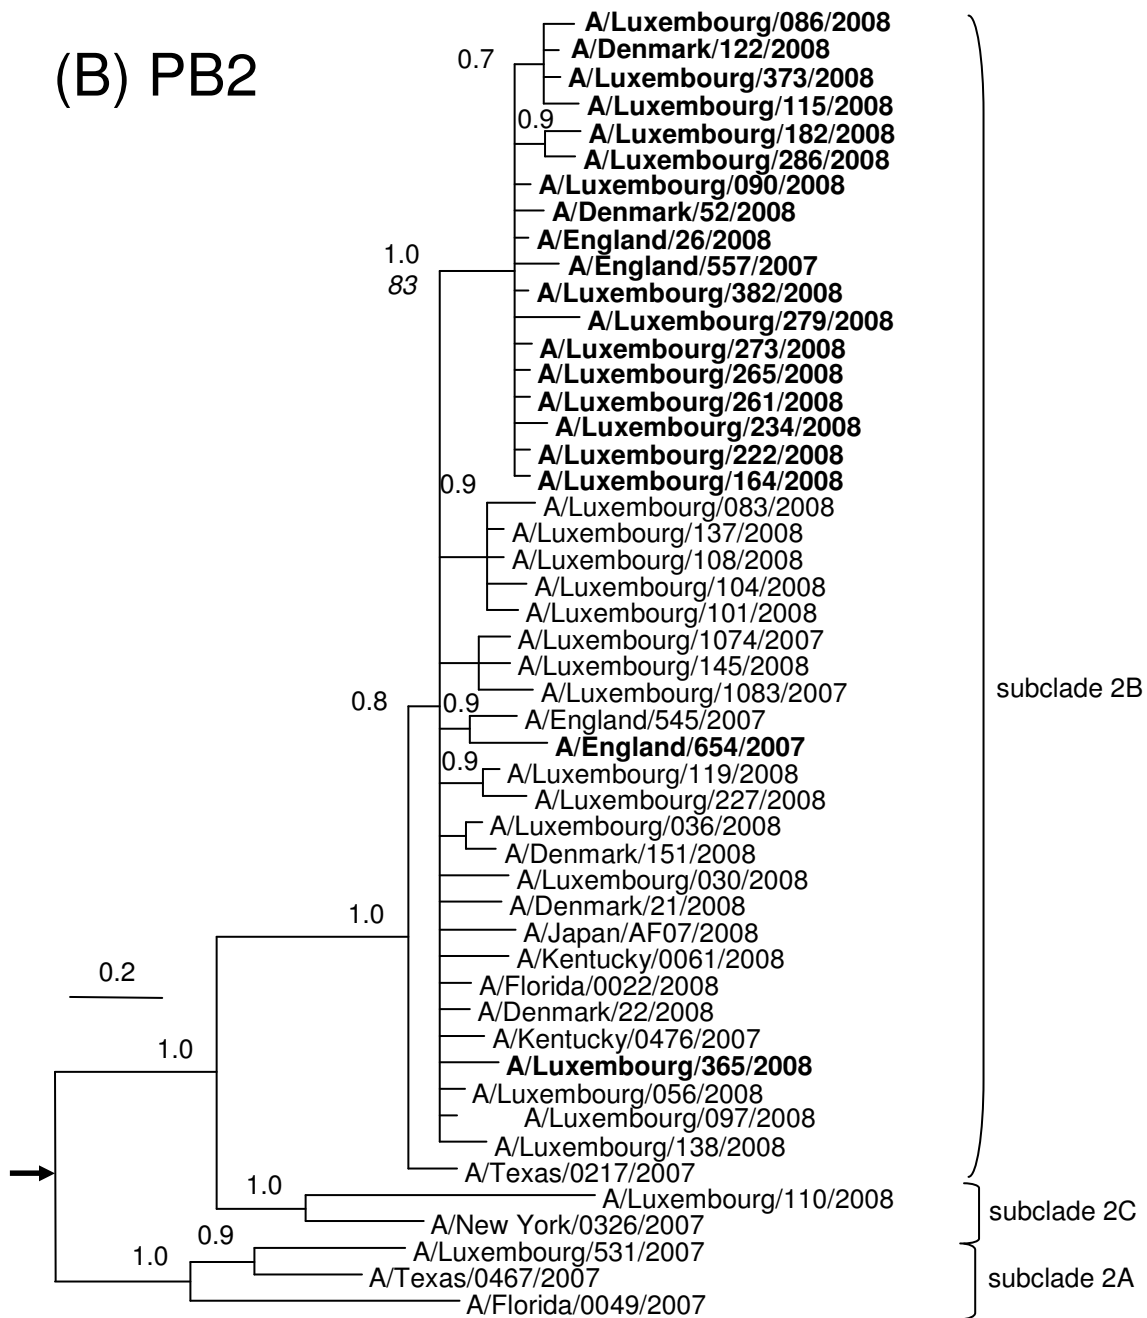 (B) PB2
A/Luxembourg/086/2008
A/Denmark/122/2008
0.7
A/Luxembourg/373/2008
A/Luxembourg/115/2008
0.9
A/Luxembourg/182/2008
A/Luxembourg/286/2008
A/Luxembourg/090/2008
A/Denmark/52/2008
A/England/26/2008
1.0
A/England/557/2007
83
A/Luxembourg/382/2008
A/Luxembourg/279/2008
A/Luxembourg/273/2008
A/Luxembourg/265/2008
A/Luxembourg/261/2008
A/Luxembourg/234/2008
A/Luxembourg/222/2008
A/Luxembourg/164/2008
0.9
A/Luxembourg/083/2008
A/Luxembourg/137/2008
A/Luxembourg/108/2008
A/Luxembourg/104/2008
A/Luxembourg/101/2008
A/Luxembourg/1074/2007
A/Luxembourg/145/2008
A/Luxembourg/1083/2007
subclade 2B
0.8
0.9
A/England/545/2007
A/England/654/2007
0.9
A/Luxembourg/119/2008
A/Luxembourg/227/2008
A/Luxembourg/036/2008
A/Denmark/151/2008
A/Luxembourg/030/2008
A/Denmark/21/2008
1.0
A/Japan/AF07/2008
A/Kentucky/0061/2008
0.2
A/Florida/0022/2008
A/Denmark/22/2008
A/Kentucky/0476/2007
1.0
A/Luxembourg/365/2008
A/Luxembourg/056/2008
A/Luxembourg/097/2008
A/Luxembourg/138/2008
A/Texas/0217/2007
1.0
A/Luxembourg/110/2008
subclade 2C
A/New York/0326/2007
0.9
A/Luxembourg/531/2007
1.0
A/Texas/0467/2007
subclade 2A
A/Florida/0049/2007